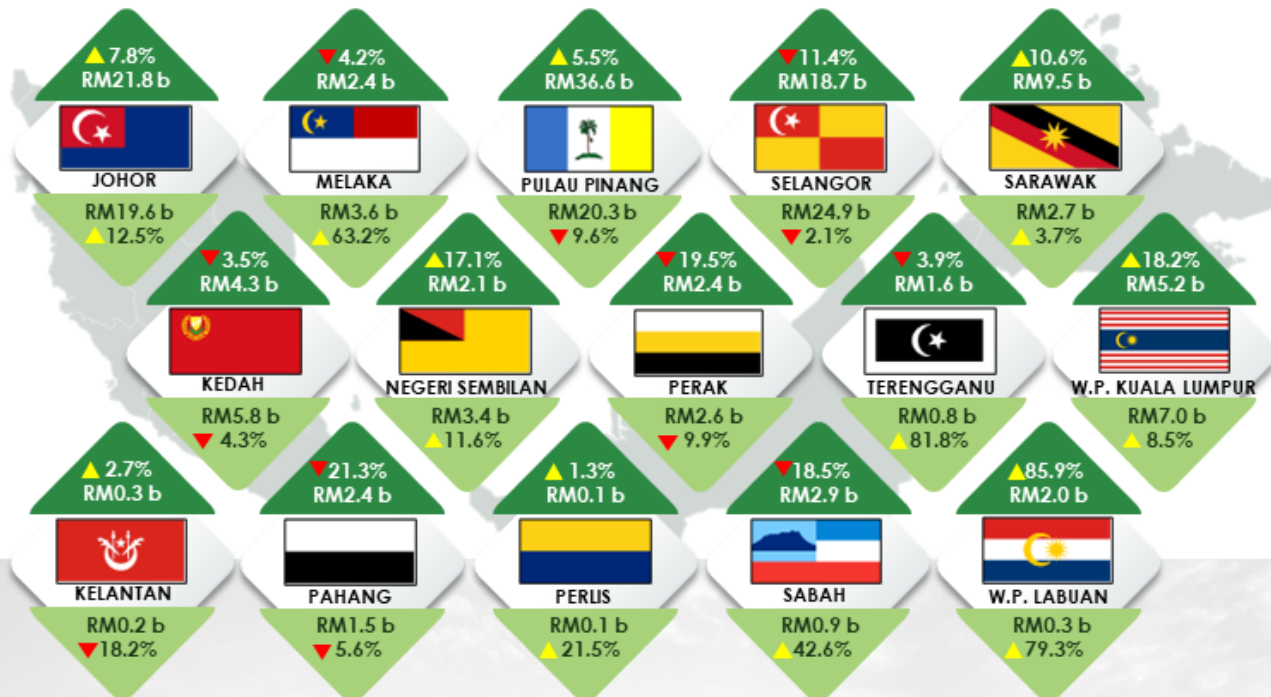 ▲7.8%
RM21.8 b
JOHOR
RM19.6 b
▲12.5%
▼4.2%
RM2.4 b
MELAKA
RM3.6 b
▲63.2%
▲5.5%
RM36.6 b
PULAU PINANG
RM20.3 b
▼9.6%
▼11.4%
RM18.7 b
SELANGOR
RM24.9 b
▼2.1%
▲10.6%
RM9.5 b
SARAWAK
RM2.7 b
▲3.7%
▼3.5%
RM4.3 b
KEDAH
RM5.8 b
▼4.3%
▲17.1%
RM2.1 b
NEGERI SEMBILAN
RM3.4 b
▲11.6%
▼19.5%
RM2.4 b
PERAK
RM2.6 b
▼9.9%
▼3.9%
RM1.6 b
TERENGGANU
RM0.8 b
▲81.8%
▲18.2%
RM5.2 b
W.P. KUALA LUMPUR
RM7.0 b
▲8.5%
▲2.7%
RM0.3 b
KELANTAN
RM0.2 b
▼18.2%
▼21.3%
RM2.4 b
PAHANG
RM1.5 b
▼5.6%
▲1.3%
RM0.1 b
PERLIS
RM0.1 b
▲21.5%
▼18.5%
RM2.9 b
SABAH
RM0.9 b
▲42.6%
▲85.9%
RM2.0 b
W.P. LABUAN
RM0.3 b
▲79.3%